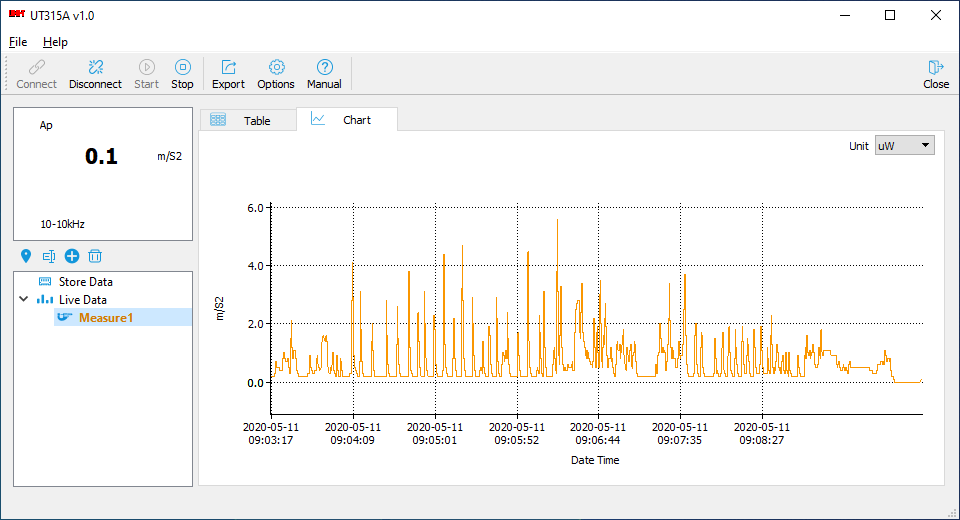 UNI-T UT315A v1.0
File Help
Connect Disconnect Start Stop Export Options Manual Close
Ap
0.1 m/S2
10-10kHz
Table Chart
Unit uW
Store Data
Live Data
Measure1
6.0
4.0
2.0
0.0
m/S2
2020-05-11 2020-05-11 2020-05-11 2020-05-11 2020-05-11 2020-05-11 2020-05-11
09:03:17 09:04:09 09:05:01 09:05:52 09:06:44 09:07:35 09:08:27
Date Time